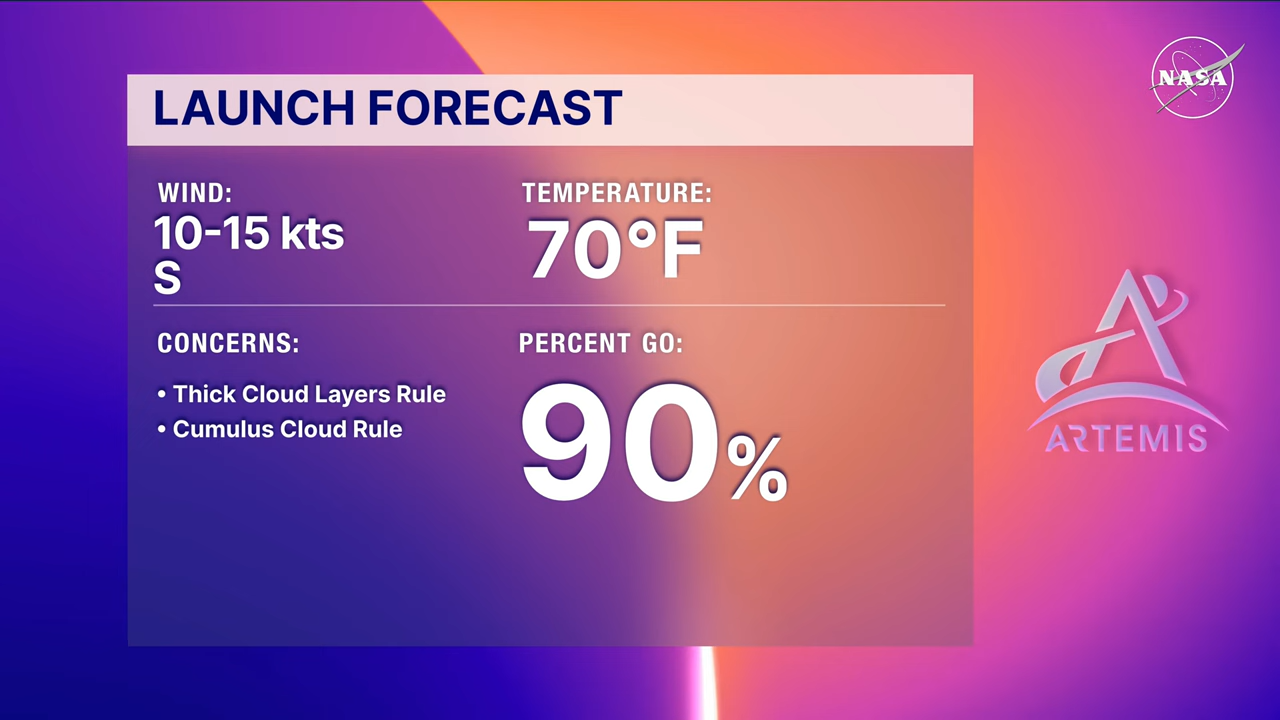 LAUNCH FORECAST
NASA
WIND:
10-15 kts
S
TEMPERATURE:
70°F
CONCERNS:
• Thick Cloud Layers Rule
• Cumulus Cloud Rule
PERCENT GO:
90%
ARTEMIS